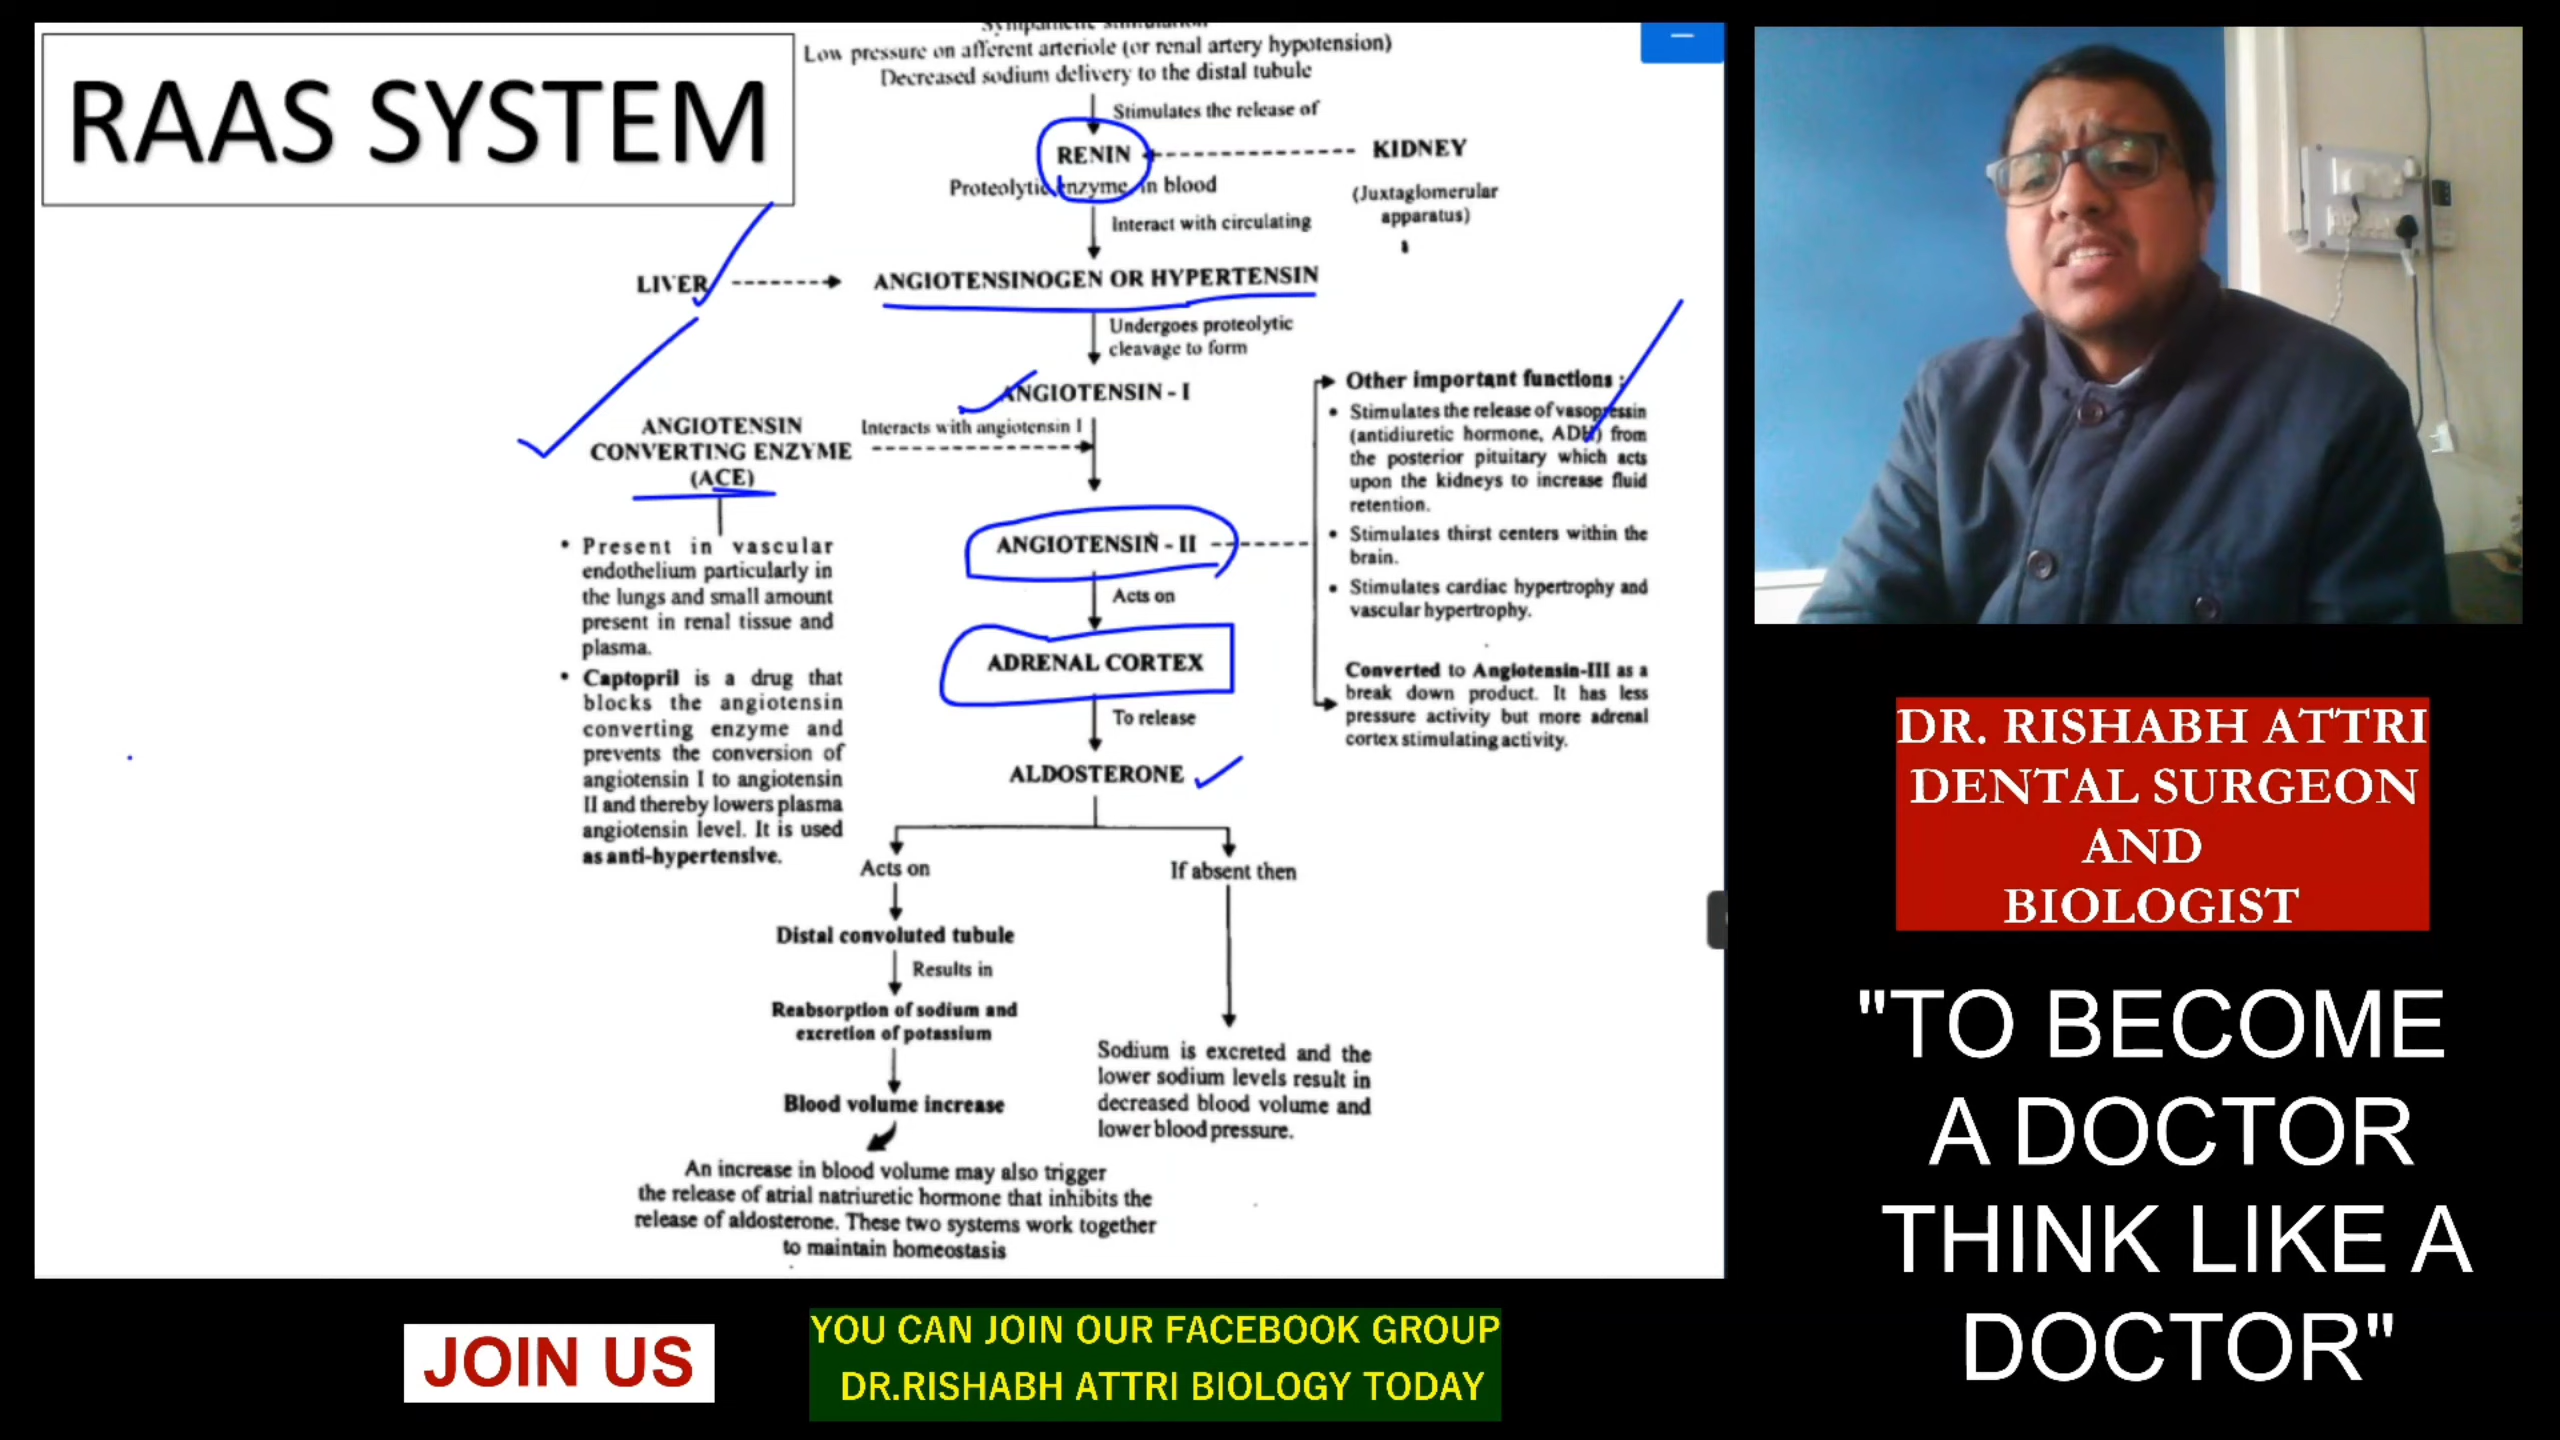 RAAS SYSTEM
Sympathetic stimulation
Low pressure on afferent arteriole (or renal artery hypotension)
Decreased sodium delivery to the distal tubule
Stimulates the release of
RENIN
KIDNEY
Proteolytic enzyme in blood
(Juxtaglomerular
apparatus)
Interact with circulating
LIVER
ANGIOTENSINOGEN OR HYPERTENSIN
Undergoes proteolytic
cleavage to form
ANGIOTENSIN - I
ANGIOTENSIN
CONVERTING ENZYME
(ACE)
Interacts with angiotensin I
• Present in vascular
endothelium particularly in
the lungs and small amount
present in renal tissue and
plasma.
• Captopril is a drug that
blocks the angiotensin
converting enzyme and
prevents the conversion of
angiotensin I to angiotensin
II and thereby lowers plasma
angiotensin level. It is used
as anti-hypertensive.
ANGIOTENSIN - II
Acts on
ADRENAL CORTEX
To release
ALDOSTERONE
Other important functions :
• Stimulates the release of vasopressin
(antidiuretic hormone, ADH) from
the posterior pituitary which acts
upon the kidneys to increase fluid
retention.
• Stimulates thirst centers within the
brain.
• Stimulates cardiac hypertrophy and
vascular hypertrophy.
Converted to Angiotensin-III as a
break down product. It has less
pressure activity but more adrenal
cortex stimulating activity.
Acts on
Distal convoluted tubule
Results in
Reabsorption of sodium and
excretion of potassium
Blood volume increase
An increase in blood volume may also trigger
the release of atrial natriuretic hormone that inhibits the
release of aldosterone. These two systems work together
to maintain homeostasis
If absent then
Sodium is excreted and the
lower sodium levels result in
decreased blood volume and
lower blood pressure.
DR. RISHABH ATTRI
DENTAL SURGEON
AND
BIOLOGIST
"TO BECOME
A DOCTOR
THINK LIKE A
DOCTOR"
JOIN US
YOU CAN JOIN OUR FACEBOOK GROUP
DR.RISHABH ATTRI BIOLOGY TODAY